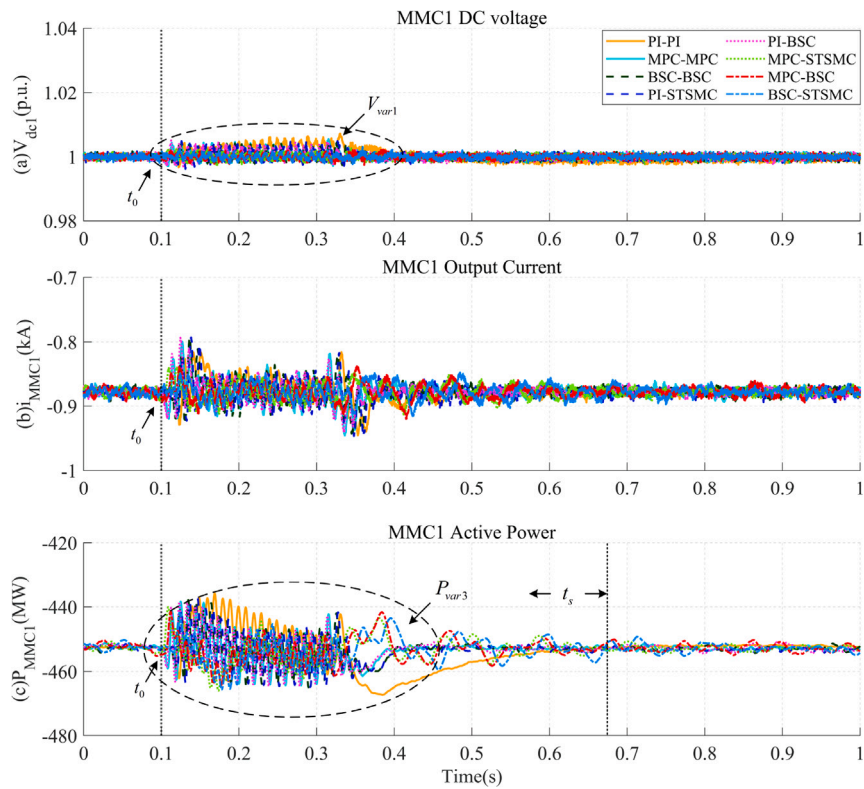 MMC1 DC voltage
1.04
1.02
1
0.98
(a)V_dc1(p.u.)
PI-PI PI-BSC
MPC-MPC MPC-STSMC
BSC-BSC MPC-BSC
PI-STSMC BSC-STSMC
V_var1
t_0
0 0.1 0.2 0.3 0.4 0.5 0.6 0.7 0.8 0.9 1
MMC1 Output Current
-0.7
-0.8
-0.9
-1
(b)i_MMC1(kA)
t_0
0 0.1 0.2 0.3 0.4 0.5 0.6 0.7 0.8 0.9 1
MMC1 Active Power
-420
-440
-460
-480
(c)P_MMC1(MW)
P_var3
t_s
t_0
0 0.1 0.2 0.3 0.4 0.5 0.6 0.7 0.8 0.9 1
Time(s)